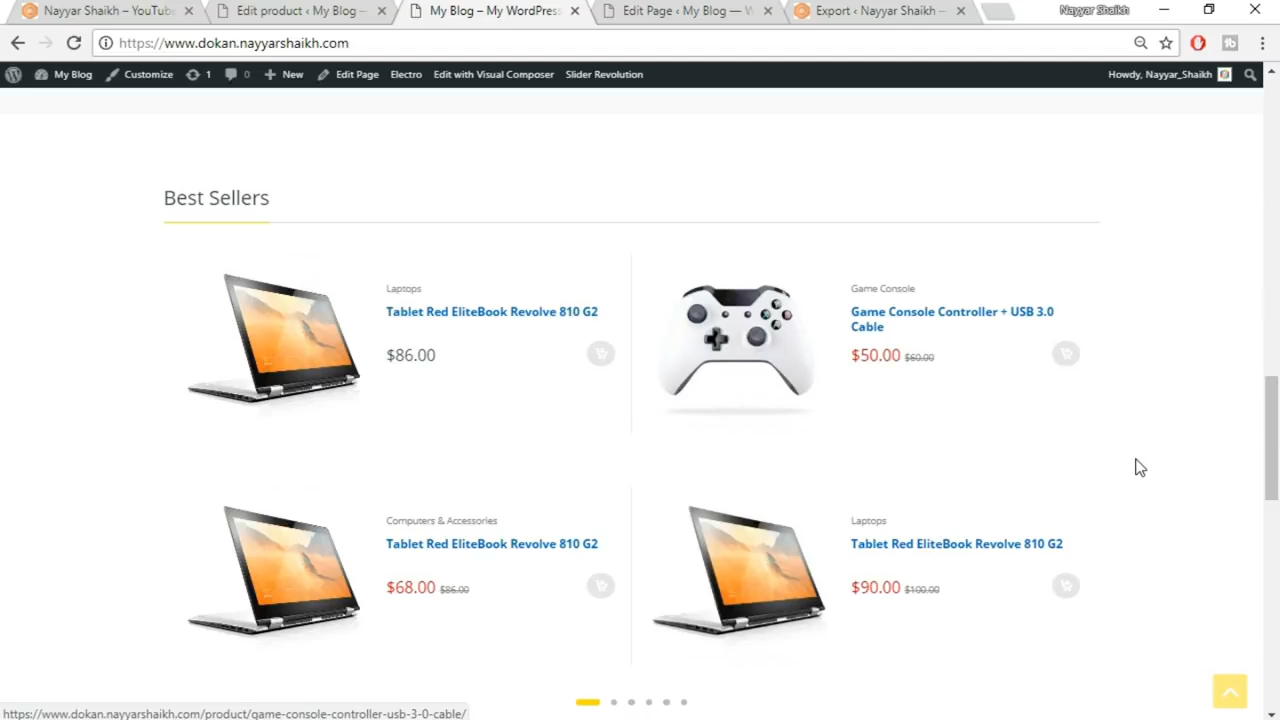 Nayyar Shaikh – YouTube
Edit product ‹ My Blog –
My Blog – My WordPress
Edit Page ‹ My Blog —
Export ‹ Nayyar Shaikh —
Nayyar Shaikh
https://www.dokan.nayyarshaikh.com
My Blog
Customize
1
0
New
Edit Page
Electro
Edit with Visual Composer
Slider Revolution
Howdy, Nayyar_Shaikh
Best Sellers
Laptops
Tablet Red EliteBook Revolve 810 G2
$86.00
Game Console
Game Console Controller + USB 3.0
Cable
$50.00 $60.00
Computers & Accessories
Tablet Red EliteBook Revolve 810 G2
$68.00 $86.00
Laptops
Tablet Red EliteBook Revolve 810 G2
$90.00 $100.00
https://www.dokan.nayyarshaikh.com/product/game-console-controller-usb-3-0-cable/